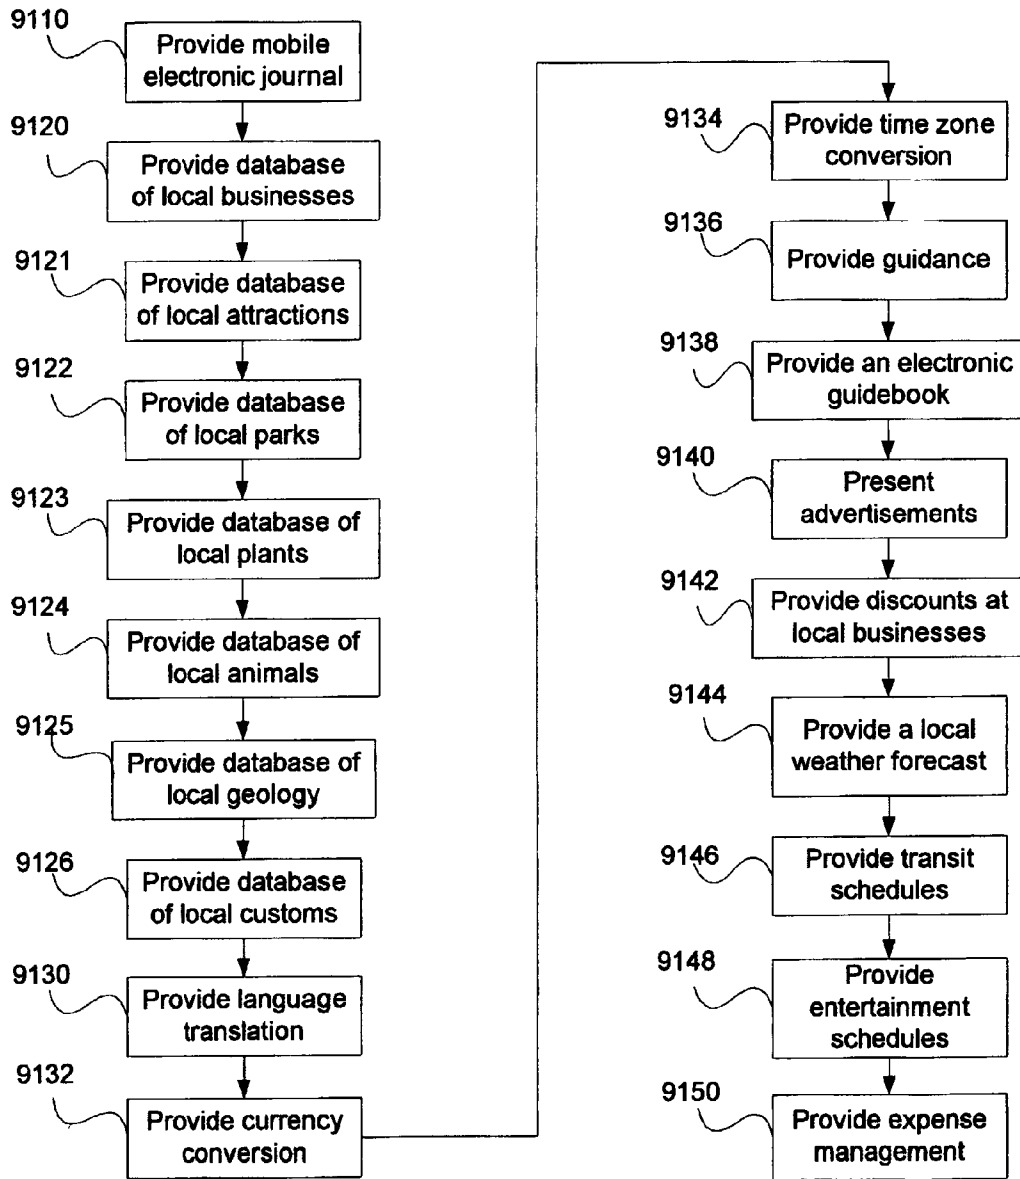 9110
Provide mobile
electronic journal
9120
Provide database
of local businesses
9121
Provide database
of local attractions
9122
Provide database
of local parks
9123
Provide database of
local plants
9124
Provide database of
local animals
9125
Provide database of
local geology
9126
Provide database
of local customs
9130
Provide language
translation
9132
Provide currency
conversion
9134
Provide time zone
conversion
9136
Provide guidance
9138
Provide an electronic
guidebook
9140
Present
advertisements
9142
Provide discounts at
local businesses
9144
Provide a local
weather forecast
9146
Provide transit
schedules
9148
Provide
entertainment
schedules
9150
Provide expense
management